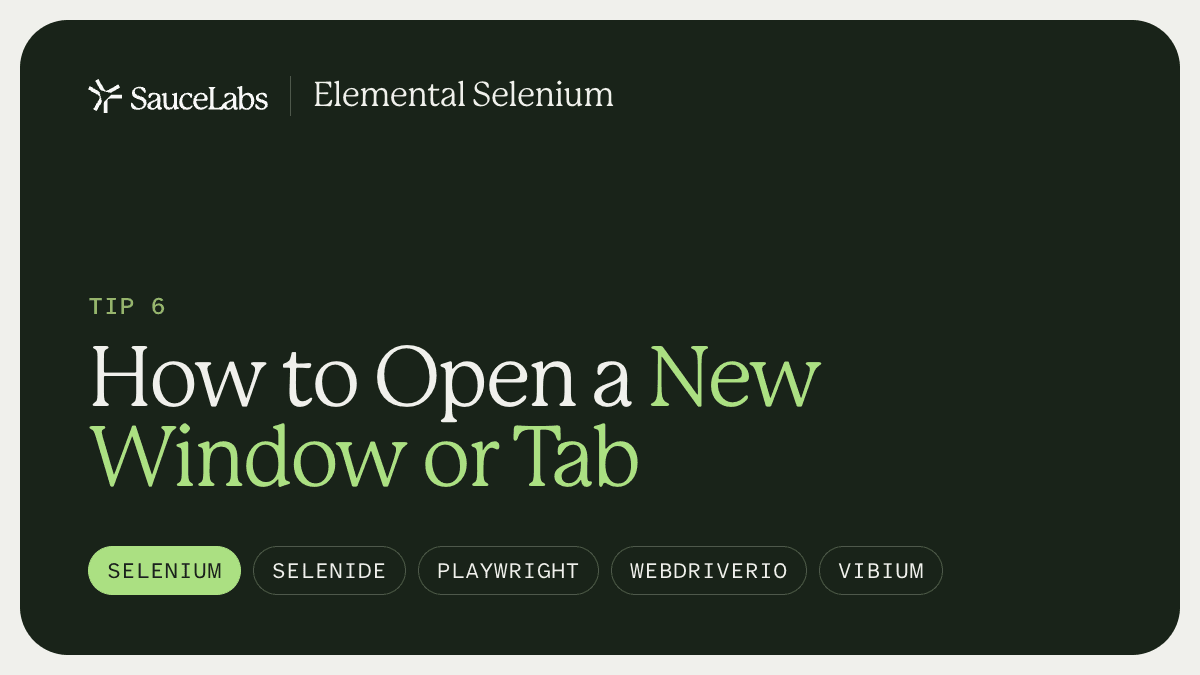 SauceLabs Elemental Selenium
TIP 6
How to Open a New
Window or Tab
SELENIUM SELENIDE PLAYWRIGHT WEBDRIVERIO VIBIUM